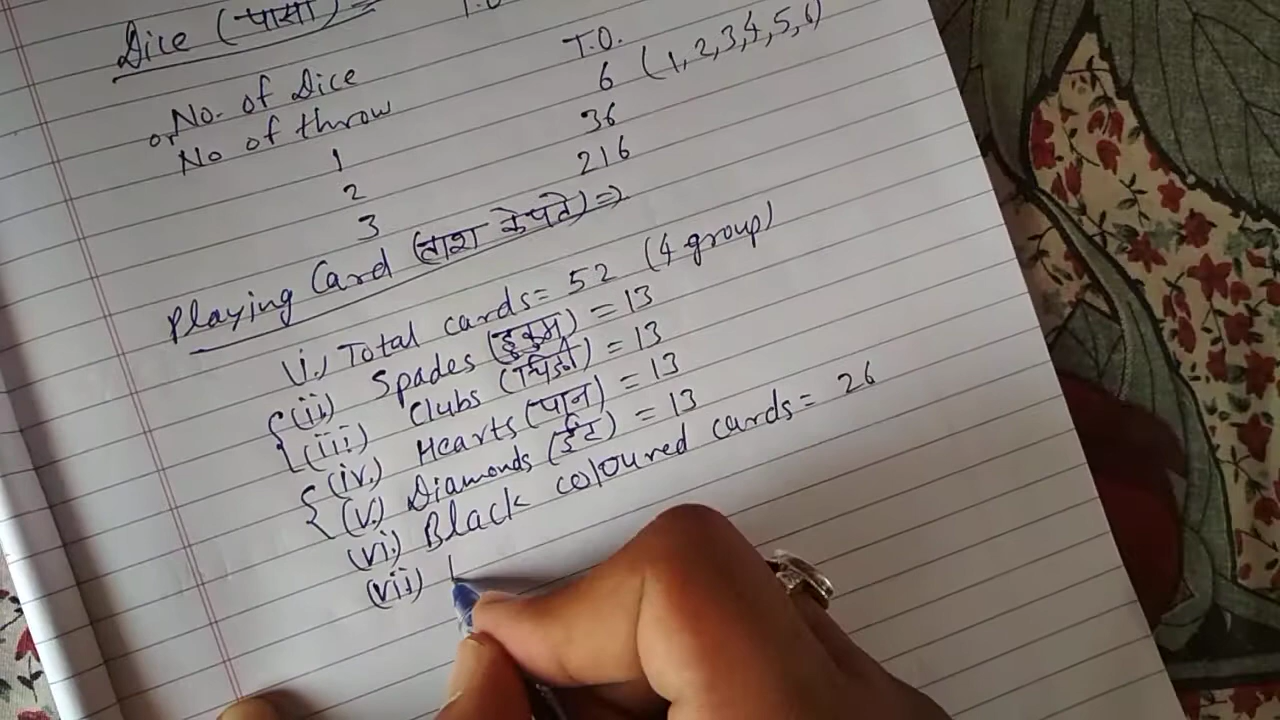 Dice (पासा) =
T.O.
No. of Dice
or No of throw
1 6 (1,2,3,4,5,6)
2 36
3 216
Playing Card (ताश के पत्ते) =>
(i.) Total cards = 52 (4 group)
(ii) Spades (हुकुम) = 13
(iii) Clubs (चिड़ी) = 13
(iv.) Hearts (पान) = 13
(v.) Diamonds (ईंट) = 13
(vi.) Black coloured cards = 26
(vii)